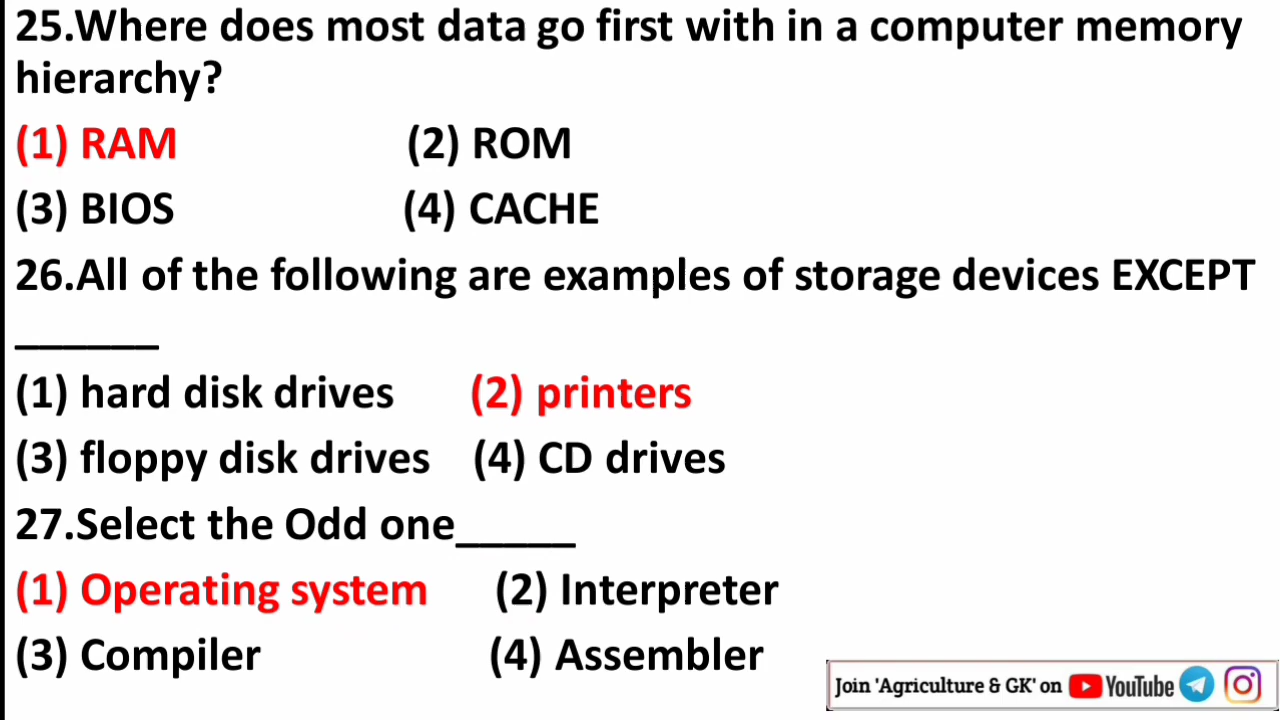 25.Where does most data go first with in a computer memory
hierarchy?
(1) RAM (2) ROM
(3) BIOS (4) CACHE
26.All of the following are examples of storage devices EXCEPT
______
(1) hard disk drives (2) printers
(3) floppy disk drives (4) CD drives
27.Select the Odd one_____
(1) Operating system (2) Interpreter
(3) Compiler (4) Assembler
Join 'Agriculture & GK' on YouTube